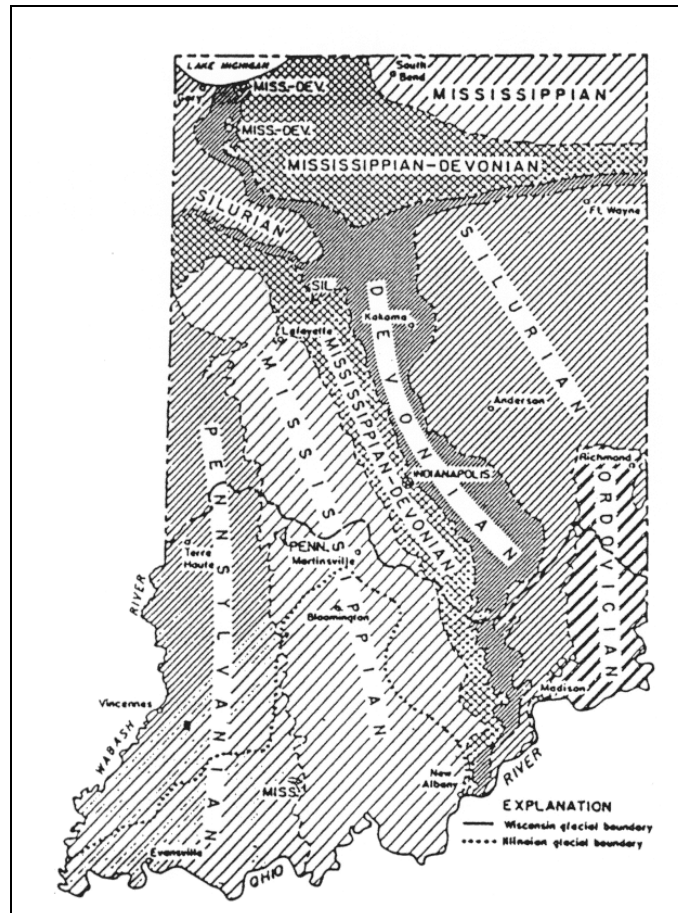 LAKE MICHIGAN
South
Bend
Gary
MISS.-DEV.
MISSISSIPPIAN
MISS.-DEV.
MISSISSIPPIAN-DEVONIAN
SILURIAN
Ft. Wayne
SILURIAN
SIL.
DEVONIAN
Kokomo
Lafayette
MISSISSIPPIAN-DEVONIAN
MISSISSIPPIAN
Anderson
PENNSYLVANIAN
INDIANAPOLIS
Richmond
ORDOVICIAN
PENN.
Terre
Haute
Martinsville
Bloomington
WABASH RIVER
Madison
Vincennes
New
Albany
OHIO RIVER
MISS.
Evansville
EXPLANATION
Wisconsin glacial boundary
Illinoian glacial boundary